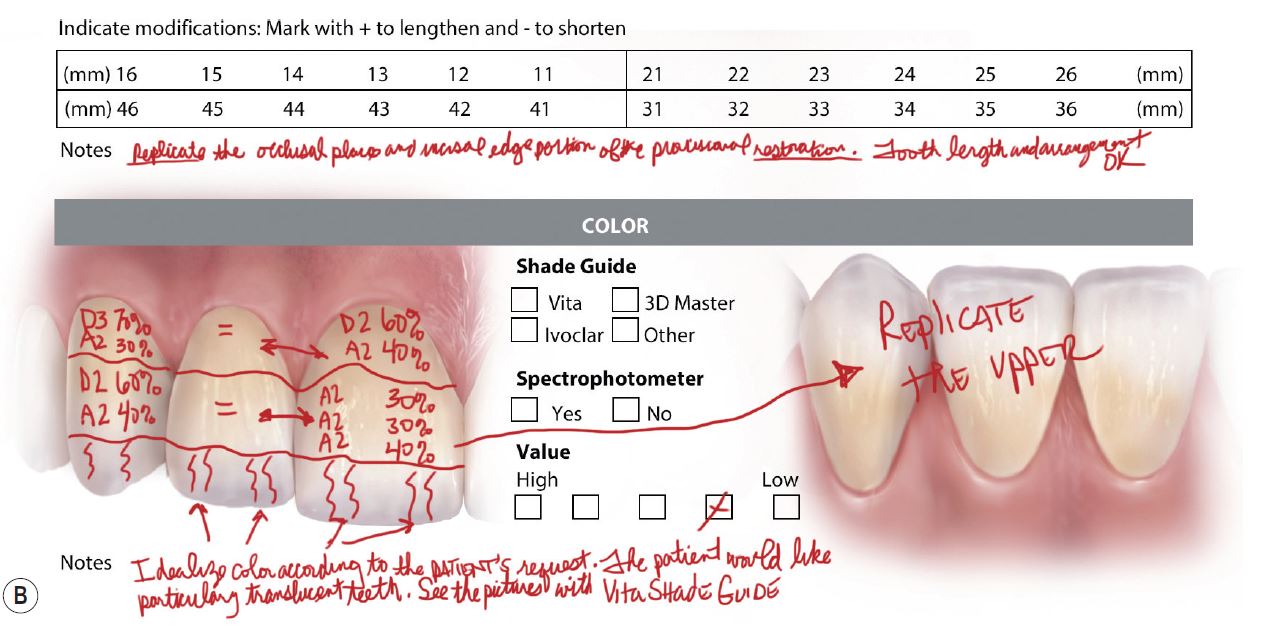 Indicate modifications: Mark with + to lengthen and - to shorten
(mm) 16 15 14 13 12 11 21 22 23 24 25 26 (mm)
(mm) 46 45 44 43 42 41 31 32 33 34 35 36 (mm)
Notes Replicate the occlusal plane and incisal edge portion of the provisional restoration. Tooth length and arrangement OK
COLOR
D3 70%
A2 30%
D2 60%
A2 40%
=
=
D2 60%
A2 40%
A2 30%
A2 30%
A2 40%
Shade Guide
Vita 3D Master
Ivoclar Other
Spectrophotometer
Yes No
Value
High Low
REPLICATE
THE UPPER
Notes Idealize color according to the PATIENT'S request. The patient would like
particulary translucent teeth. See the pictures with VITA SHADE GUIDE
B